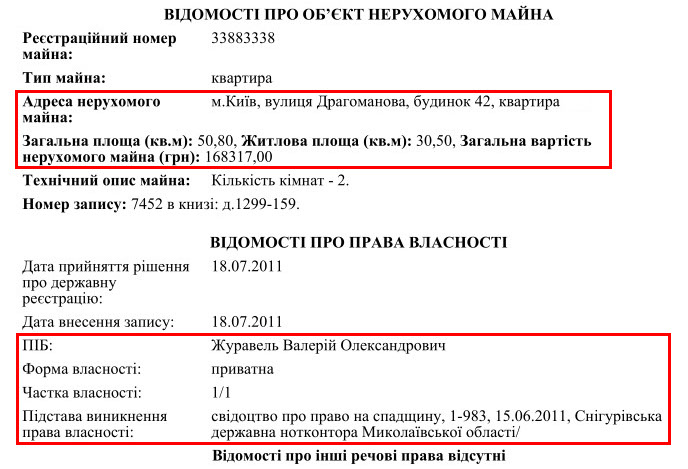 ВІДОМОСТІ ПРО ОБ’ЄКТ НЕРУХОМОГО МАЙНА
Реєстраційний номер майна: 33883338
Тип майна: квартира
Адреса нерухомого майна: м.Київ, вулиця Драгоманова, будинок 42, квартира
Загальна площа (кв.м): 50,80, Житлова площа (кв.м): 30,50, Загальна вартість
нерухомого майна (грн): 168317,00
Технічний опис майна: Кількість кімнат - 2.
Номер запису: 7452 в книзі: д.1299-159.
ВІДОМОСТІ ПРО ПРАВА ВЛАСНОСТІ
Дата прийняття рішення про державну реєстрацію: 18.07.2011
Дата внесення запису: 18.07.2011
ПІБ: Журавель Валерій Олександрович
Форма власності: приватна
Частка власності: 1/1
Підстава виникнення права власності: свідоцтво про право на спадщину, 1-983, 15.06.2011, Снігурівська
державна нотконтора Миколаївської області/
Відомості про інші речові права відсутні